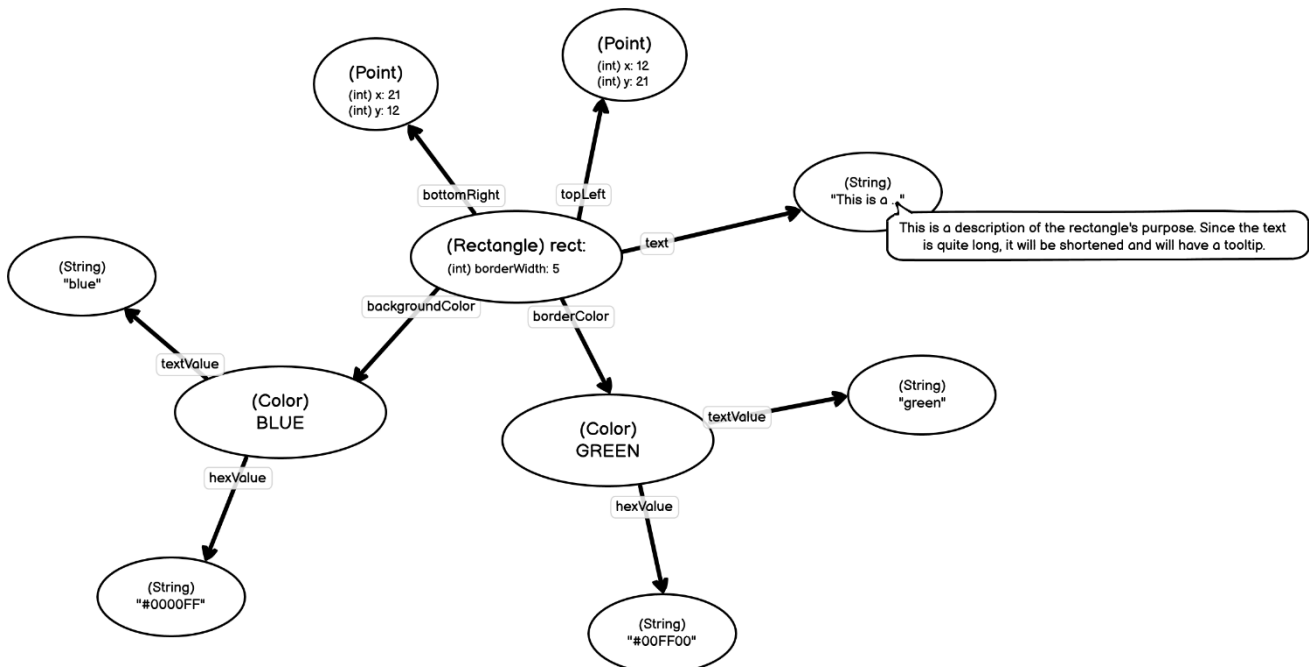 (Point)
(int) x: 21
(int) y: 12
(Point)
(int) x: 12
(int) y: 21
bottomRight
topLeft
(String)
"This is a .."
This is a description of the rectangle's purpose. Since the text
is quite long, it will be shortened and will have a tooltip.
(Rectangle) rect:
(int) borderWidth: 5
text
(String)
"blue"
backgroundColor
borderColor
textValue
(Color)
BLUE
(String)
"green"
textValue
(Color)
GREEN
hexValue
hexValue
(String)
"#0000FF"
(String)
"#00FF00"